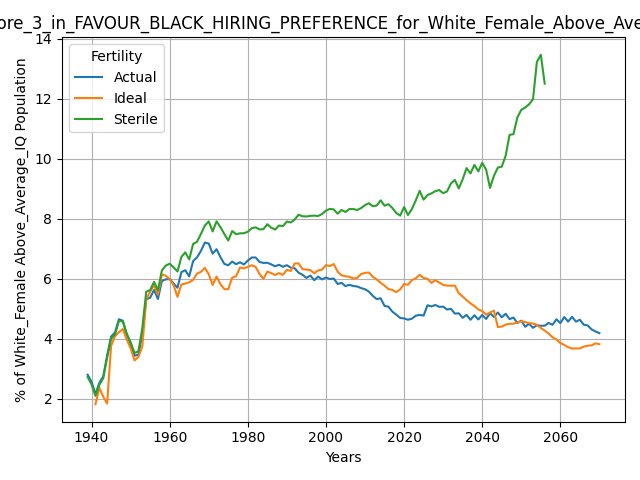 ore_3_in_FAVOUR_BLACK_HIRING_PREFERENCE_for_White_Female_Above_Ave
Fertility
Actual
Ideal
Sterile
14
12
10
8
6
4
2
% of White_Female Above_Average_IQ Population
1940 1960 1980 2000 2020 2040 2060
Years